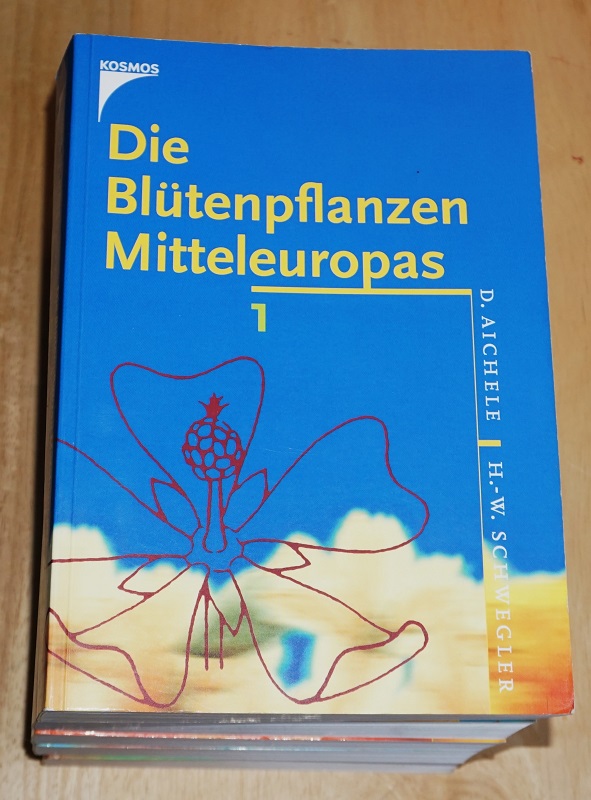 KOSMOS
Die
Blütenpflanzen
Mitteleuropas
1
D. AICHELE | H.-W. SCHWEGLER